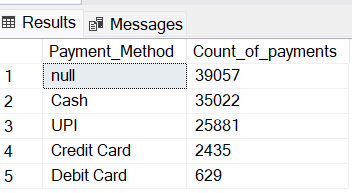 Results Messages
Payment_Method Count_of_payments
1 null 39057
2 Cash 35022
3 UPI 25881
4 Credit Card 2435
5 Debit Card 629